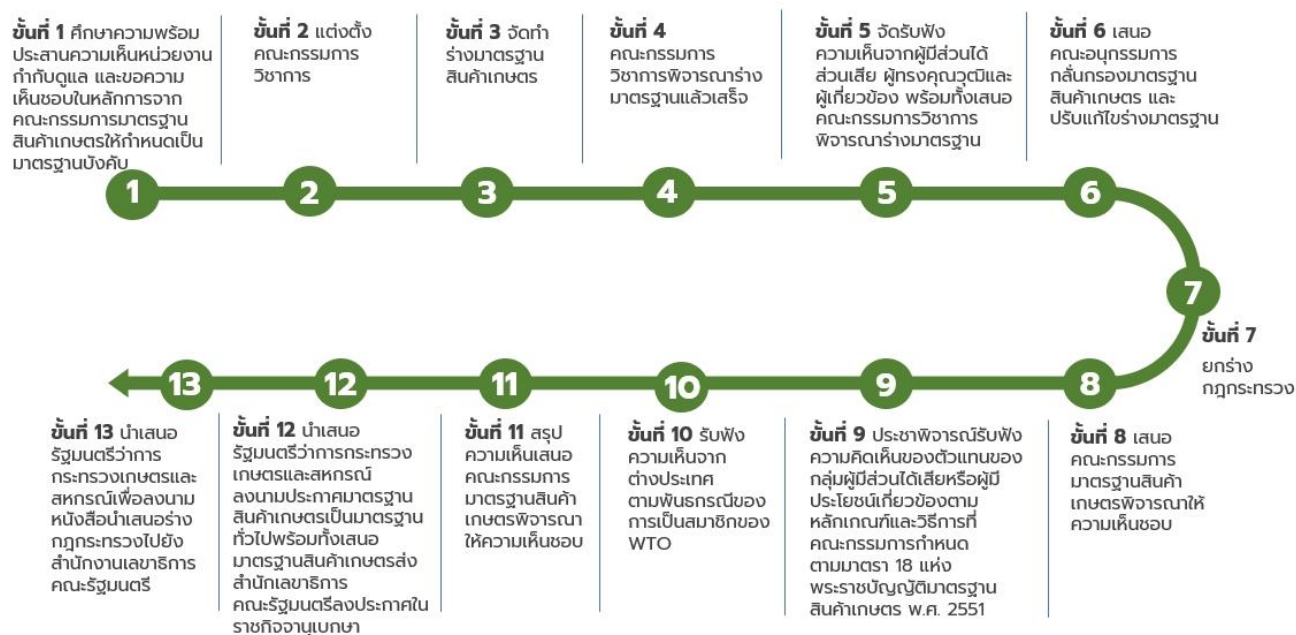 ขั้นที่ 1 ศึกษาความพร้อม
ประสานความเห็นหน่วยงาน
กำกับดูแล และขอความ
เห็นชอบในหลักการจาก
คณะกรรมการมาตรฐาน
สินค้าเกษตรให้กำหนดเป็น
มาตรฐานบังคับ
ขั้นที่ 2 แต่งตั้ง
คณะกรรมการ
วิชาการ
ขั้นที่ 3 จัดทำ
ร่างมาตรฐาน
สินค้าเกษตร
ขั้นที่ 4
คณะกรรมการ
วิชาการพิจารณาร่าง
มาตรฐานแล้วเสร็จ
ขั้นที่ 5 จัดรับฟัง
ความเห็นจากผู้มีส่วนได้
ส่วนเสีย ผู้ทรงคุณวุฒิและ
ผู้เกี่ยวข้อง พร้อมทั้งเสนอ
คณะกรรมการวิชาการ
พิจารณาร่างมาตรฐาน
ขั้นที่ 6 เสนอ
คณะอนุกรรมการ
กลั่นกรองมาตรฐาน
สินค้าเกษตร และ
ปรับแก้ไขร่างมาตรฐาน
1
2
3
4
5
6
7
ขั้นที่ 7
ยกร่าง
กฎกระทรวง
13
12
11
10
9
8
ขั้นที่ 13 นำเสนอ
รัฐมนตรีว่าการ
กระทรวงเกษตรและ
สหกรณ์เพื่อลงนาม
หนังสือนำเสนอร่าง
กฎกระทรวงไปยัง
สำนักงานเลขาธิการ
คณะรัฐมนตรี
ขั้นที่ 12 นำเสนอ
รัฐมนตรีว่าการกระทรวง
เกษตรและสหกรณ์
ลงนามประกาศมาตรฐาน
สินค้าเกษตรเป็นมาตรฐาน
ทั่วไปพร้อมทั้งเสนอ
มาตรฐานสินค้าเกษตรส่ง
สำนักเลขาธิการ
คณะรัฐมนตรีลงประกาศใน
ราชกิจจานุเบกษา
ขั้นที่ 11 สรุป
ความเห็นเสนอ
คณะกรรมการ
มาตรฐานสินค้า
เกษตรพิจารณา
ให้ความเห็นชอบ
ขั้นที่ 10 รับฟัง
ความเห็นจาก
ต่างประเทศ
ตามพันธกรณีของ
การเป็นสมาชิกของ
WTO
ขั้นที่ 9 ประชาพิจารณ์รับฟัง
ความคิดเห็นของตัวแทนของ
กลุ่มผู้มีส่วนได้เสียหรือผู้มี
ประโยชน์เกี่ยวข้องตาม
หลักเกณฑ์และวิธีการที่
คณะกรรมการกำหนด
ตามมาตรา 18 แห่ง
พระราชบัญญัติมาตรฐาน
สินค้าเกษตร พ.ศ. 2551
ขั้นที่ 8 เสนอ
คณะกรรมการ
มาตรฐานสินค้า
เกษตรพิจารณาให้
ความเห็นชอบ